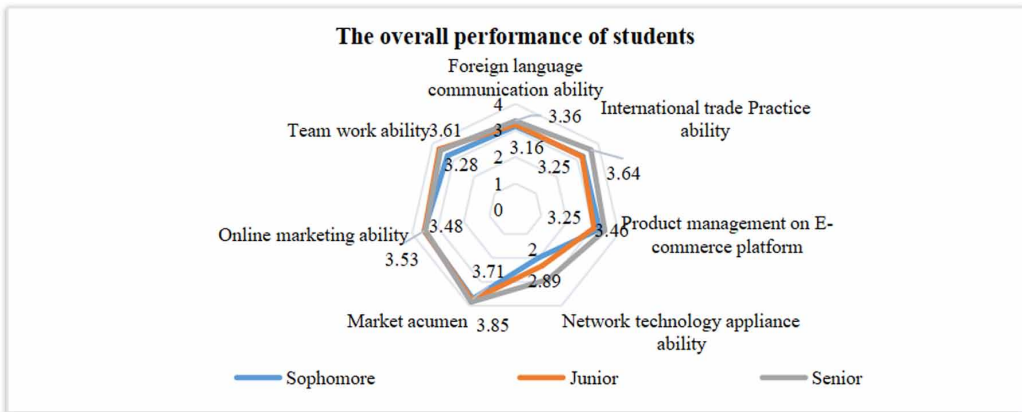 The overall performance of students
Foreign language
communication ability
4
3.36
International trade Practice
ability
Team work ability
3.61
3
3.16
3.28
2
3.25
3.64
1
0
3.25
Product management on E-
commerce platform
3.46
3.48
Online marketing ability
3.53
2
3.71
2.89
Market acumen
3.85
Network technology appliance
ability
Sophomore
Junior
Senior